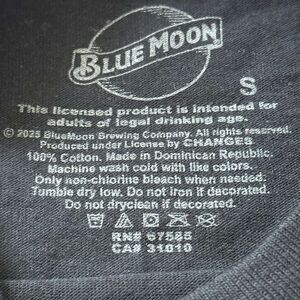 BLUE MOON
S
This licensed product is intended for
adults of legal drinking age.
© 2025 BlueMoon Brewing Company. All rights reserved.
Produced under License by CHANGES
100% Cotton. Made in Dominican Republic.
Machine wash cold with like colors.
Only non-chlorine bleach when needed.
Tumble dry low. Do not iron if decorated.
Do not dryclean if decorated.
RN# 67585
CA# 31010